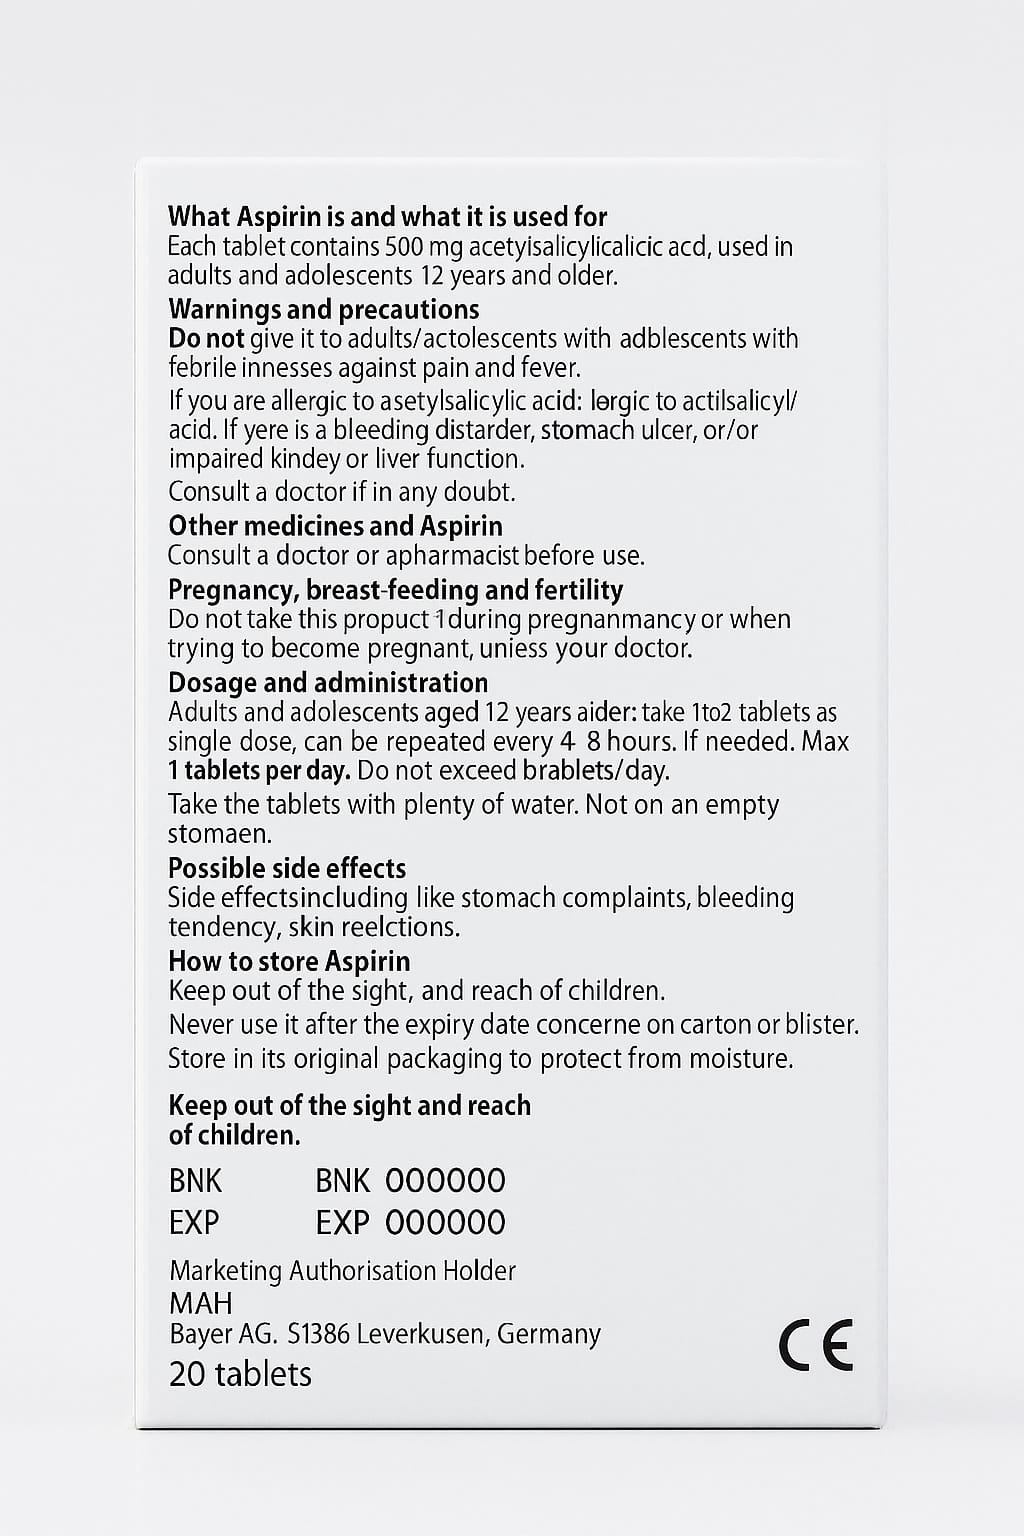 What Aspirin is and what it is used for
Each tablet contains 500 mg acetyisalicylicalicic acd, used in
adults and adolescents 12 years and older.
Warnings and precautions
Do not give it to adults/actolescents with adblescents with
febrile innesses against pain and fever.
If you are allergic to asetylsalicylic acid: lergic to actilsalicyl/
acid. If yere is a bleeding distarder, stomach ulcer, or/or
impaired kindey or liver function.
Consult a doctor if in any doubt.
Other medicines and Aspirin
Consult a doctor or apharmacist before use.
Pregnancy, breast-feeding and fertility
Do not take this propuct 1 during pregnanmancy or when
trying to become pregnant, uniess your doctor.
Dosage and administration
Adults and adolescents aged 12 years aider: take 1to2 tablets as
single dose, can be repeated every 4 8 hours. If needed. Max
1 tablets per day. Do not exceed brablets/day.
Take the tablets with plenty of water. Not on an empty
stomaen.
Possible side effects
Side effectsincluding like stomach complaints, bleeding
tendency, skin reelctions.
How to store Aspirin
Keep out of the sight, and reach of children.
Never use it after the expiry date concerne on carton or blister.
Store in its original packaging to protect from moisture.
Keep out of the sight and reach
of children.
BNK BNK 000000
EXP EXP 000000
Marketing Authorisation Holder
MAH
Bayer AG. S1386 Leverkusen, Germany
20 tablets
CE